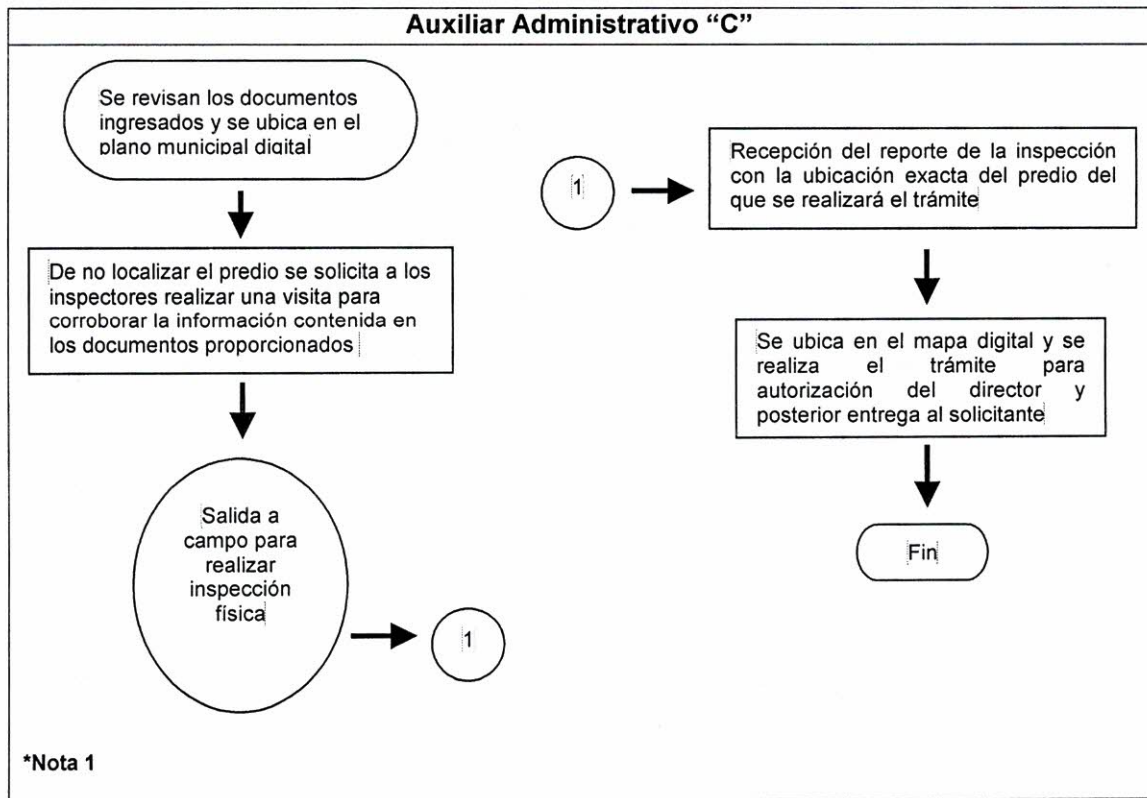 Auxiliar Administrativo “C”
Se revisan los documentos
ingresados y se ubica en el
plano municipal digital
De no localizar el predio se solicita a los
inspectores realizar una visita para
corroborar la información contenida en
los documentos proporcionados
Salida a
campo para
realizar
inspección
física
1
1
Recepción del reporte de la inspección
con la ubicación exacta del predio del
que se realizará el trámite
Se ubica en el mapa digital y se
realiza el trámite para
autorización del director y
posterior entrega al solicitante
Fin
*Nota 1